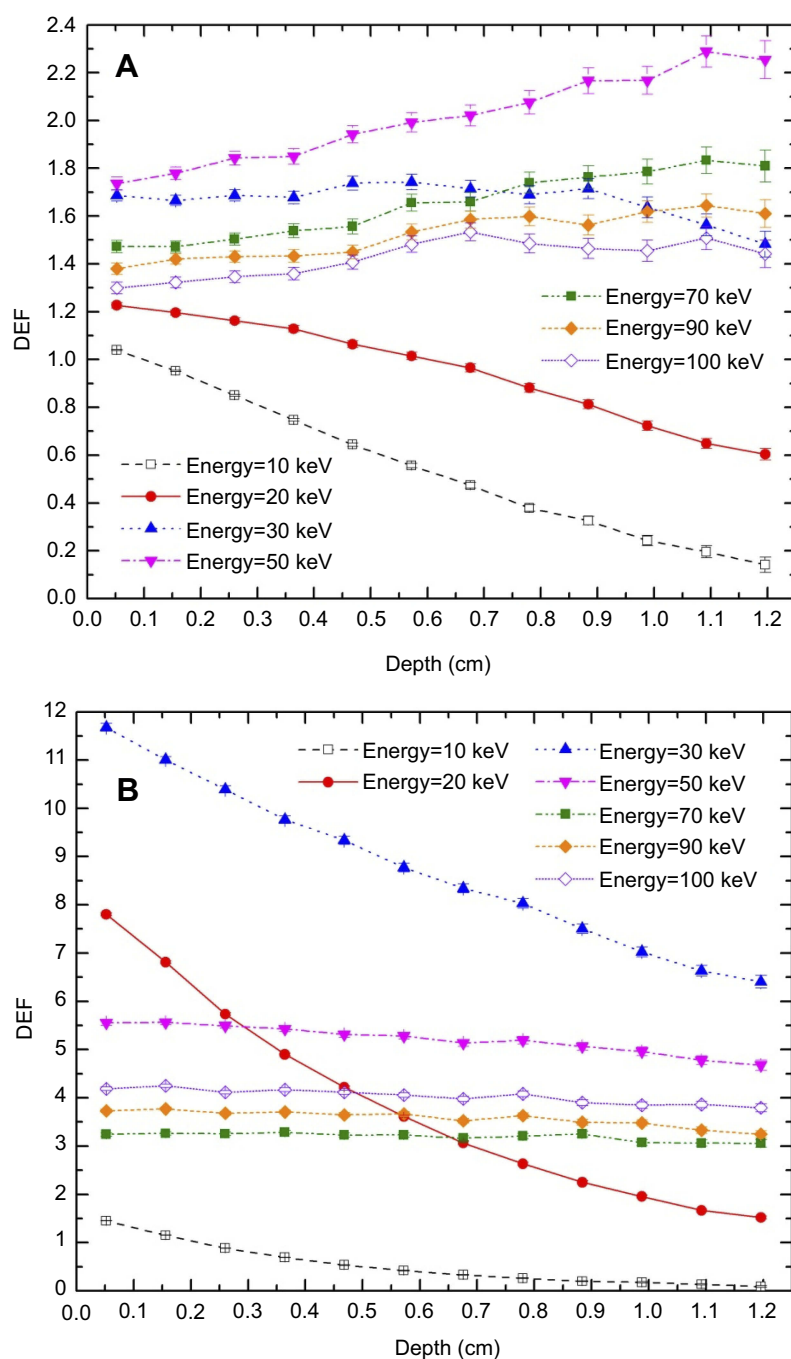 A
2.4
2.2
2.0
1.8
1.6
1.4
1.2
1.0
0.8
0.6
0.4
0.2
0.0
DEF
Energy=70 keV
Energy=90 keV
Energy=100 keV
Energy=10 keV
Energy=20 keV
Energy=30 keV
Energy=50 keV
0.0 0.1 0.2 0.3 0.4 0.5 0.6 0.7 0.8 0.9 1.0 1.1 1.2
Depth (cm)
B
12
11
10
9
8
7
6
5
4
3
2
1
0
DEF
Energy=10 keV
Energy=20 keV
Energy=30 keV
Energy=50 keV
Energy=70 keV
Energy=90 keV
Energy=100 keV
0.0 0.1 0.2 0.3 0.4 0.5 0.6 0.7 0.8 0.9 1.0 1.1 1.2
Depth (cm)